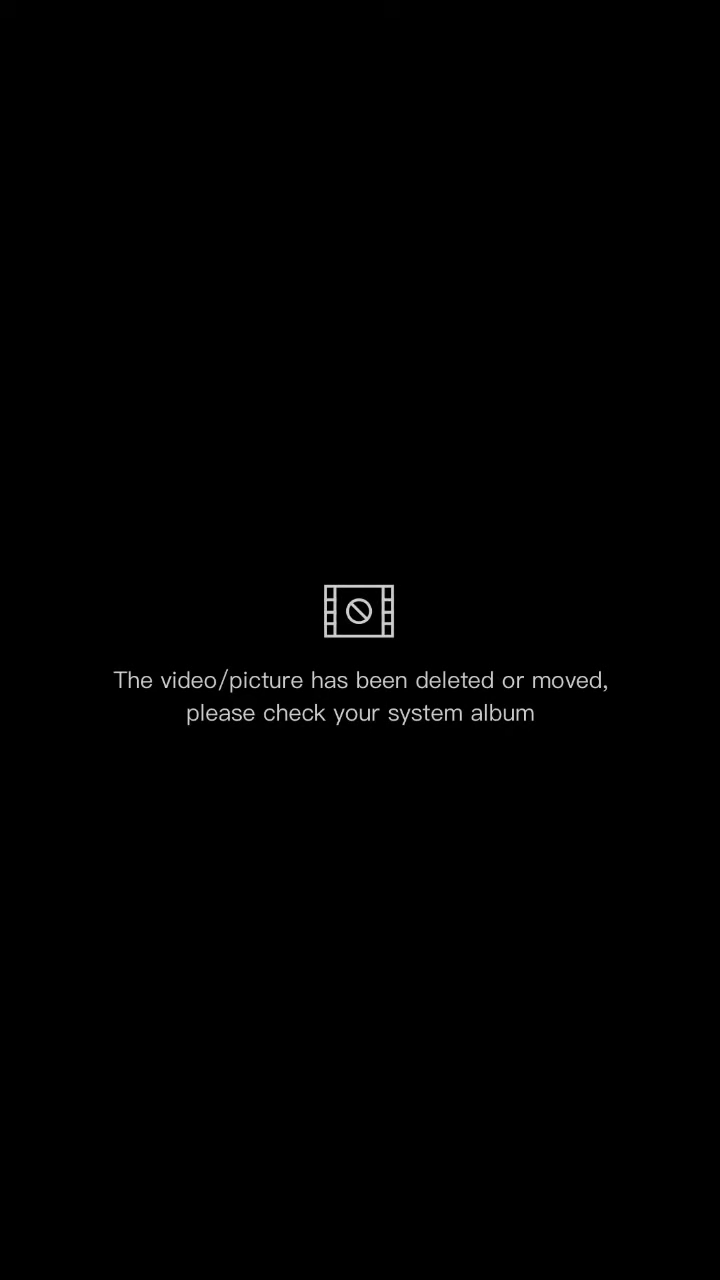 The video/picture has been deleted or moved,
please check your system album